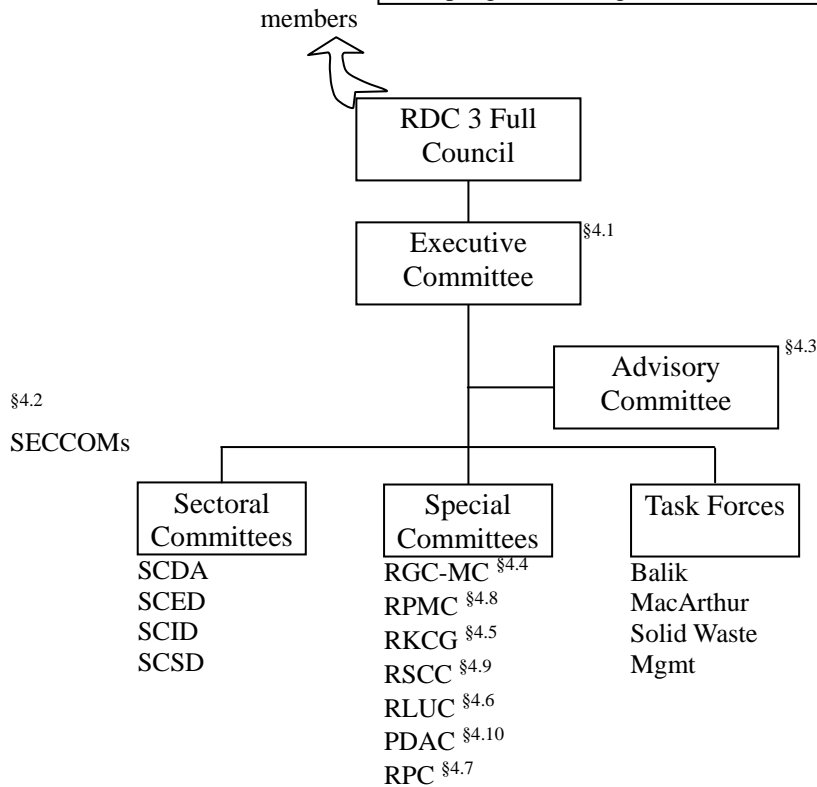 members
RDC 3 Full
Council
Executive
Committee
§4.1
Advisory
Committee
§4.3
§4.2
SECCOMs
Sectoral
Committees
SCDA
SCED
SCID
SCSD
Special
Committees
RGC-MC §4.4
RPMC §4.8
RKCG §4.5
RSCC §4.9
RLUC §4.6
PDAC §4.10
RPC §4.7
Task Forces
Balik
MacArthur
Solid Waste
Mgmt